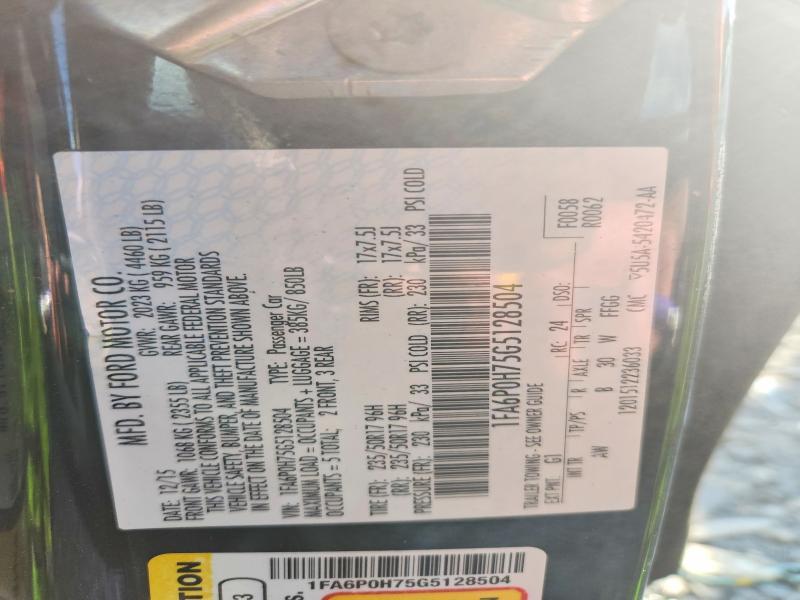 MFD. BY FORD MOTOR CO.
DATE: 12/15 GVWR: 2023 KG ( 4460 LB)
FRONT GAWR: 1068 KG ( 2355 LB) REAR GAWR: 959 KG ( 2115 LB)
THIS VEHICLE CONFORMS TO ALL APPLICABLE FEDERAL MOTOR
VEHICLE SAFETY, BUMPER, AND THEFT PREVENTION STANDARDS
IN EFFECT ON THE DATE OF MANUFACTURE SHOWN ABOVE.
VIN: 1FA6P0H75G5128504 TYPE: Passenger Car
MAXIMUM LOAD = OCCUPANTS + LUGGAGE = 385KG/ 850LB
OCCUPANTS = 5 TOTAL; 2 FRONT, 3 REAR
TIRE (FR): 235/50R17 96H RIMS (FR): 17x7.5J
(RR): 235/50R17 96H (RR): 17x7.5J
PRESSURE (FR): 230 kPa/ 33 PSI COLD (RR): 230 kPa/ 33 PSI COLD
1FA6P0H75G5128504
TRAILER TOWING - SEE OWNER GUIDE
EXT PNT: G1 RC: 24 DSO: F0058
R0062
INT TR TP/PS R AXLE TR SPR
AW B 30 W FFGG
1201512236033 CMC 5U5A-5420472-AA
1FA6P0H75G5128504